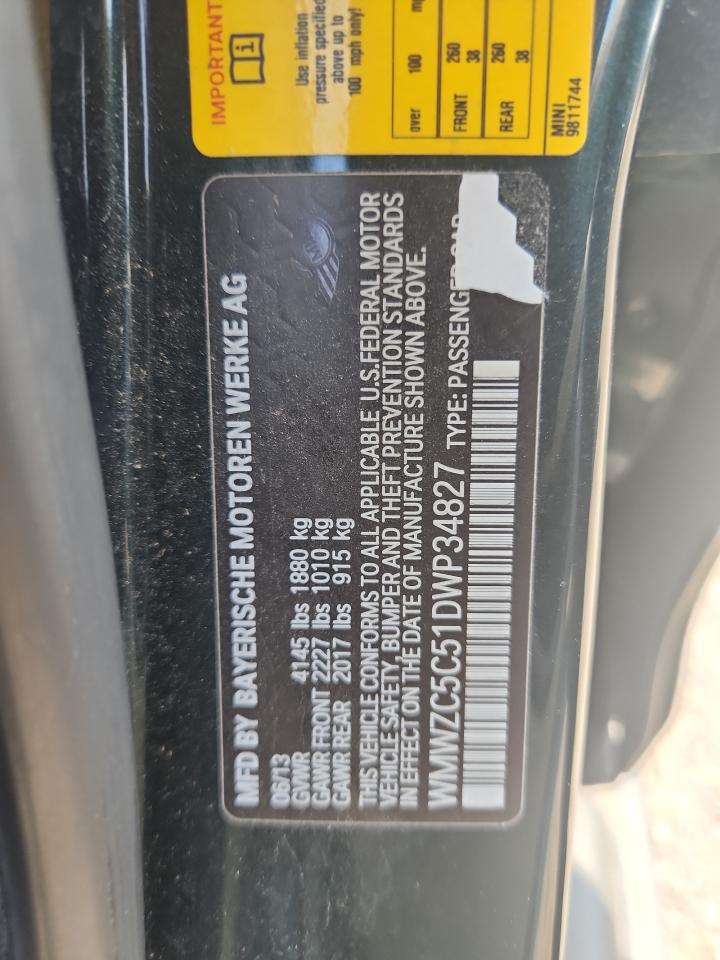 IMPORTANT
Use inflation
pressure specified
above up to
100 mph only!
over 100
FRONT 260
38
REAR 260
38
MINI
9811744
MFD BY BAYERISCHE MOTOREN WERKE AG
06/13
GVWR 4145 lbs 1880 kg
GAWR FRONT 2227 lbs 1010 kg
GAWR REAR 2017 lbs 915 kg
THIS VEHICLE CONFORMS TO ALL APPLICABLE U.S.FEDERAL MOTOR
VEHICLE SAFETY, BUMPER AND THEFT PREVENTION STANDARDS
IN EFFECT ON THE DATE OF MANUFACTURE SHOWN ABOVE.
WMWZC5C51DWP34827 TYPE: PASSENGER CAR